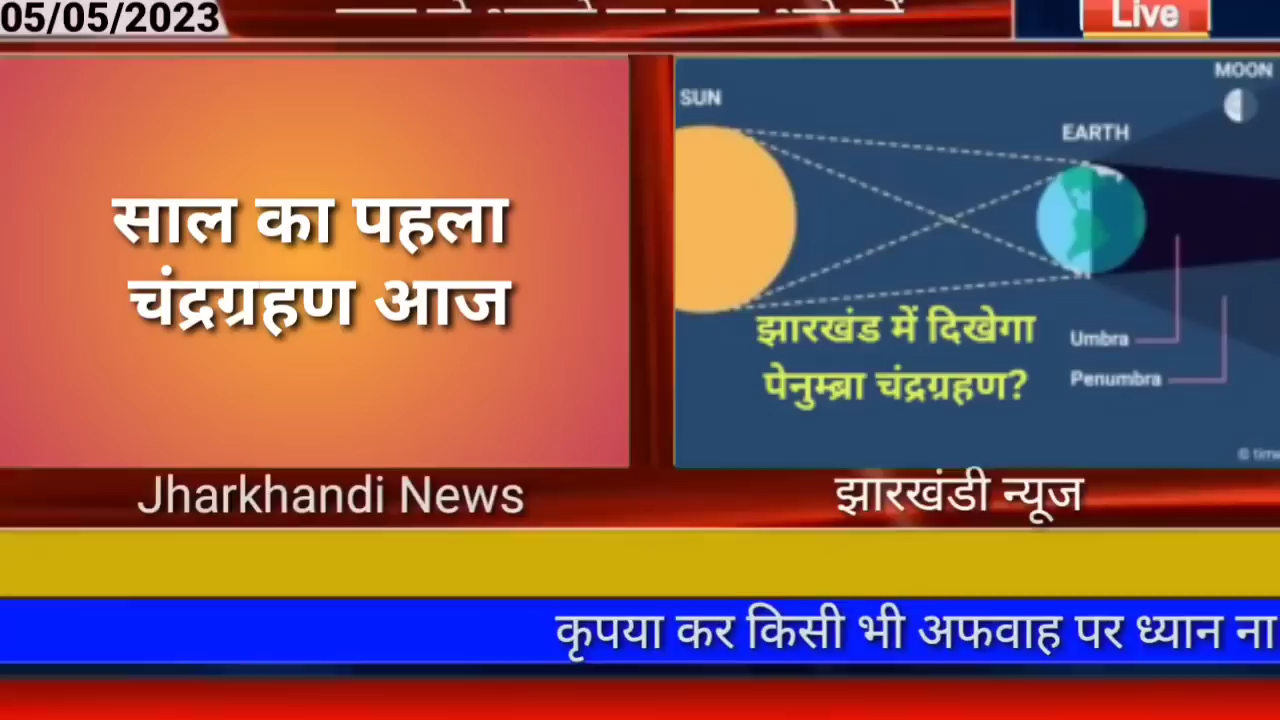 05/05/2023
Live
साल का पहला
चंद्रग्रहण आज
SUN
MOON
EARTH
Umbra
Penumbra
झारखंड में दिखेगा
पेनुम्ब्रा चंद्रग्रहण?
Jharkhandi News
झारखंडी न्यूज
कृपया कर किसी भी अफवाह पर ध्यान ना